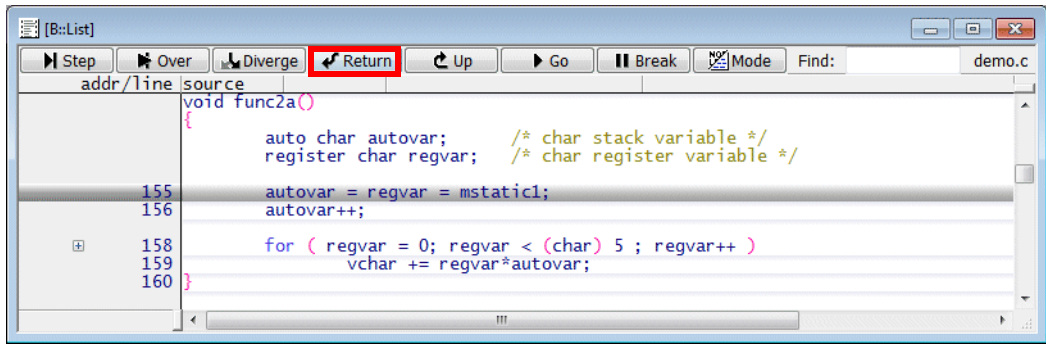 [B::List]
Step Over Diverge Return Up Go Break Mode Find: demo.c
addr/line source
void func2a()
{
auto char autovar; /* char stack variable */
register char regvar; /* char register variable */
155 autovar = regvar = mstatic1;
156 autovar++;
158 for ( regvar = 0; regvar < (char) 5 ; regvar++ )
159 vchar += regvar*autovar;
160 }